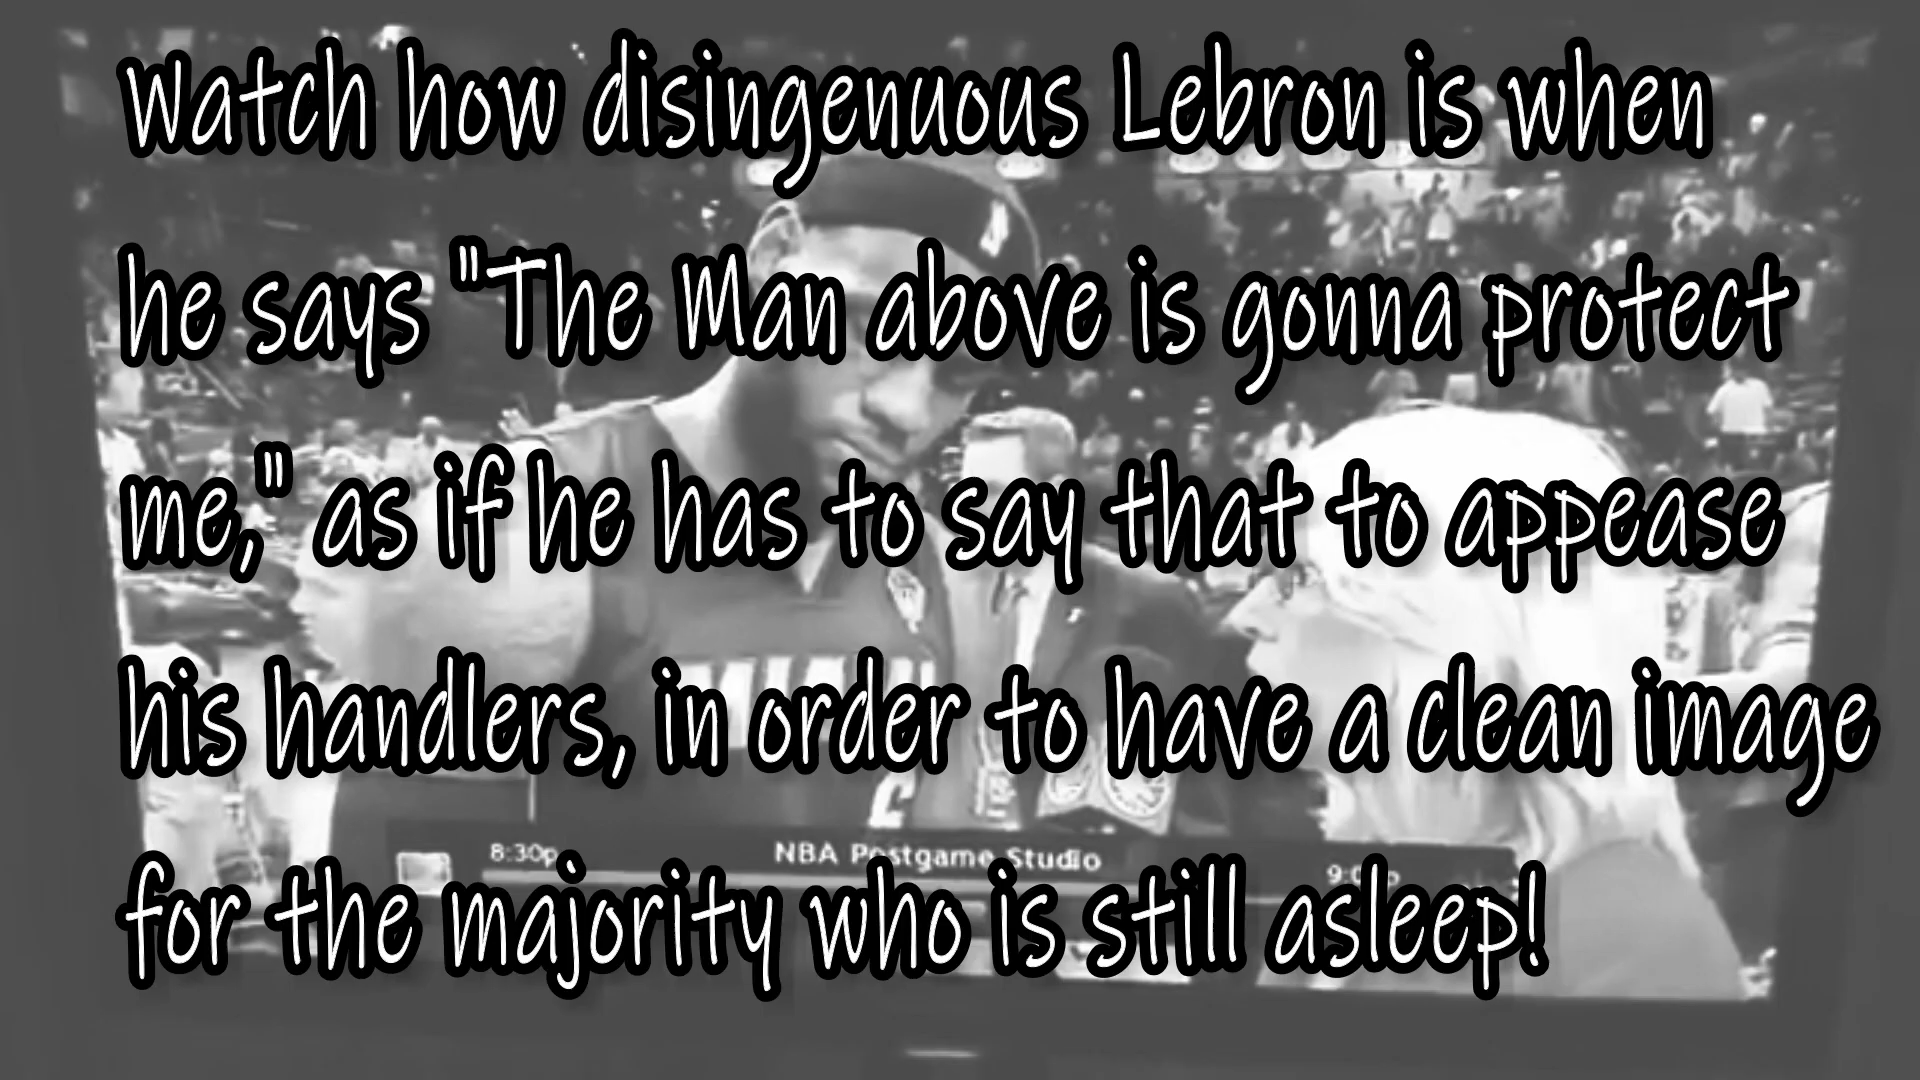 Watch how disingenuous Lebron is when
he says "The Man above is gonna protect
me," as if he has to say that to appease
his handlers, in order to have a clean image
for the majority who is still asleep!
8:30p NBA Postgame Studio